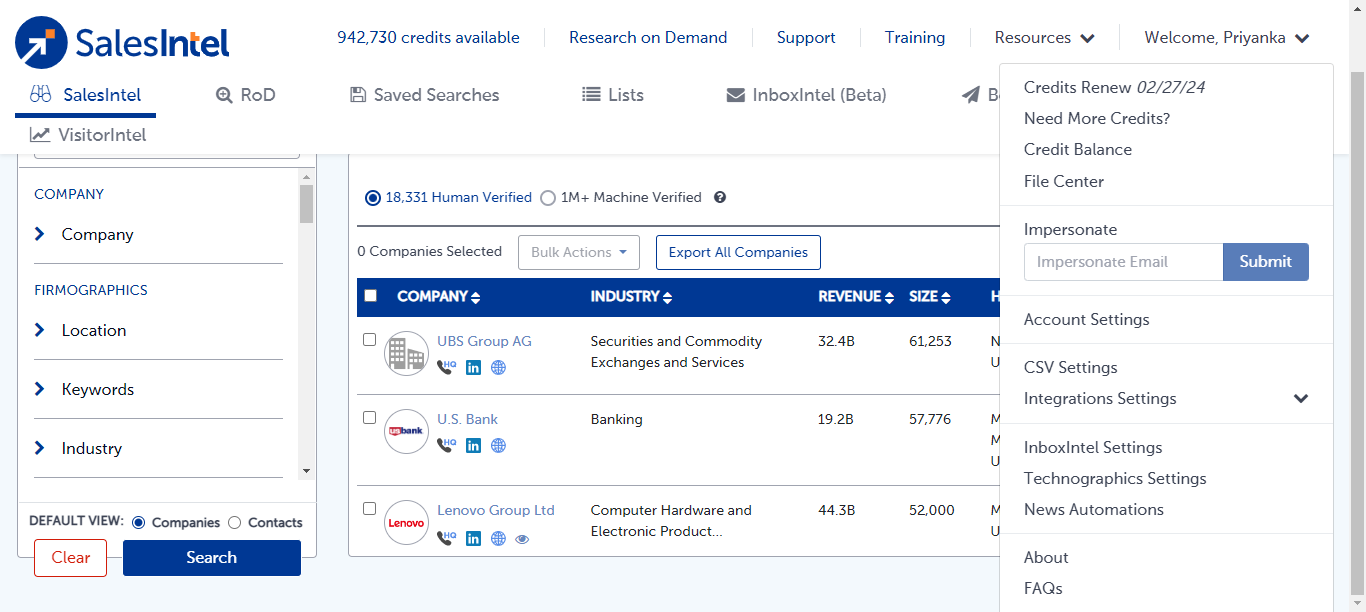 SalesIntel
942,730 credits available
Research on Demand
Support
Training
Resources
Welcome, Priyanka
SalesIntel
RoD
Saved Searches
Lists
InboxIntel (Beta)
VisitorIntel
Credits Renew 02/27/24
Need More Credits?
Credit Balance
File Center
Impersonate
Impersonate Email
Submit
Account Settings
CSV Settings
Integrations Settings
InboxIntel Settings
Technographics Settings
News Automations
About
FAQs
COMPANY
Company
FIRMOGRAPHICS
Location
Keywords
Industry
DEFAULT VIEW: Companies Contacts
Clear
Search
18,331 Human Verified 1M+ Machine Verified
0 Companies Selected
Bulk Actions
Export All Companies
COMPANY INDUSTRY REVENUE SIZE H
UBS Group AG
HQ
Securities and Commodity
Exchanges and Services
32.4B
61,253
N
U
usbank
U.S. Bank
HQ
Banking
19.2B
57,776
M
M
U
Lenovo
Lenovo Group Ltd
HQ
Computer Hardware and
Electronic Product...
44.3B
52,000
M
U